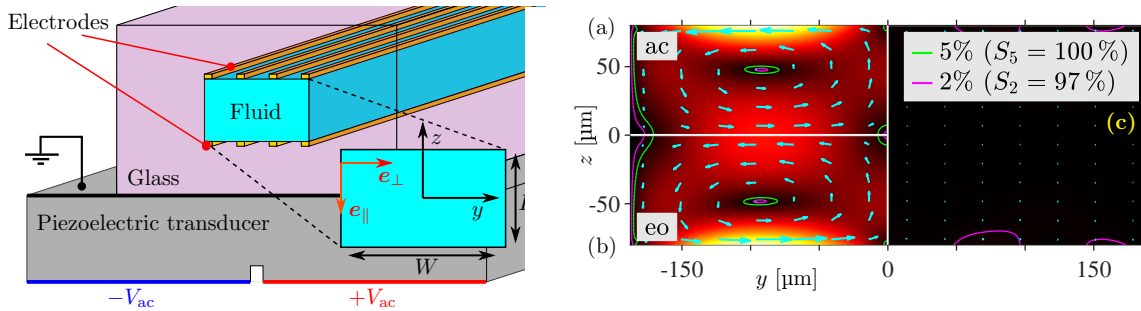 Electrodes
Fluid
z
Glass
e⊥
e∥
y
Piezoelectric transducer
W
−Vac
+Vac
(a)
ac
5% (S₅ = 100 %)
2% (S₂ = 97 %)
50
(c)
0
z [µm]
-50
eo
(b)
-150
y [µm]
0
150